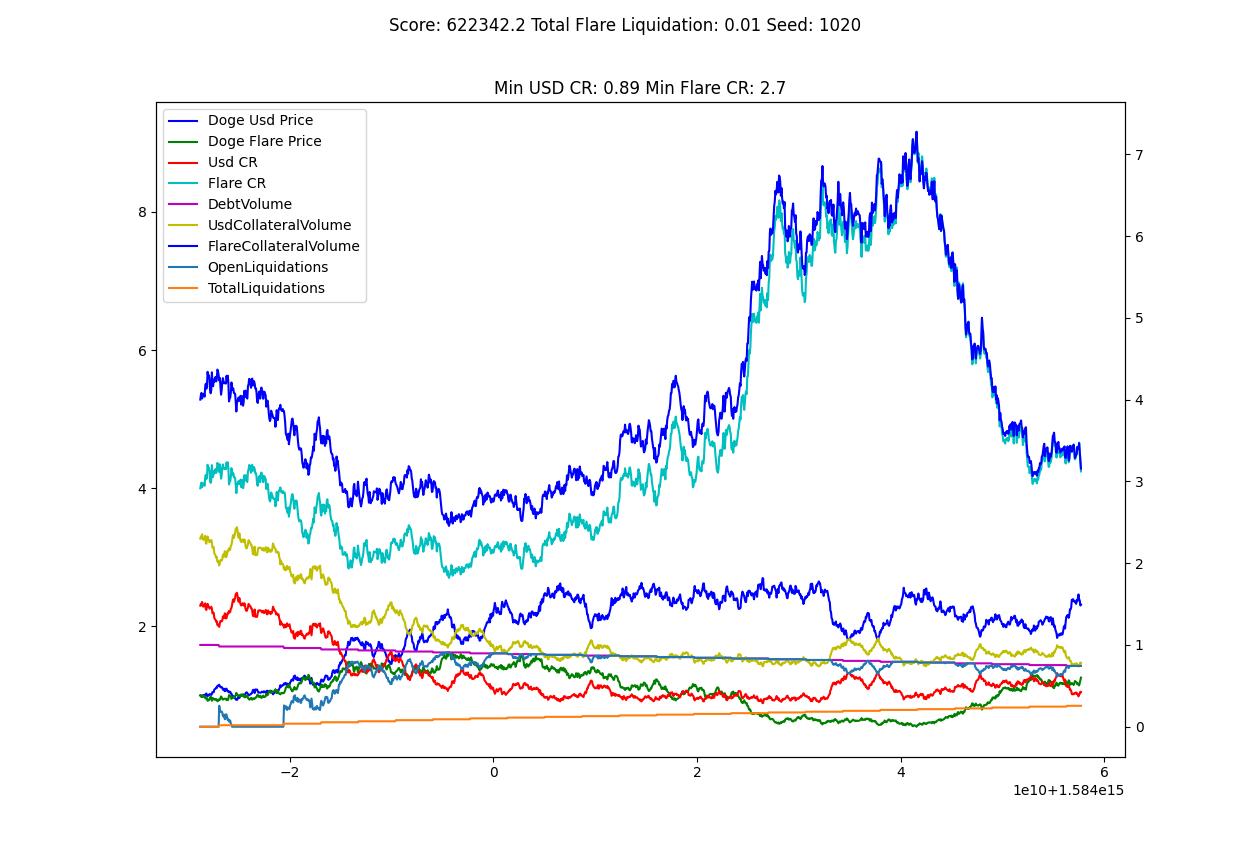 Score: 622342.2 Total Flare Liquidation: 0.01 Seed: 1020
Min USD CR: 0.89 Min Flare CR: 2.7
Doge Usd Price
Doge Flare Price
Usd CR
Flare CR
DebtVolume
UsdCollateralVolume
FlareCollateralVolume
OpenLiquidations
TotalLiquidations
8
6
4
2
7
6
5
4
3
2
1
0
−2
0
2
4
6
1e10+1.584e15